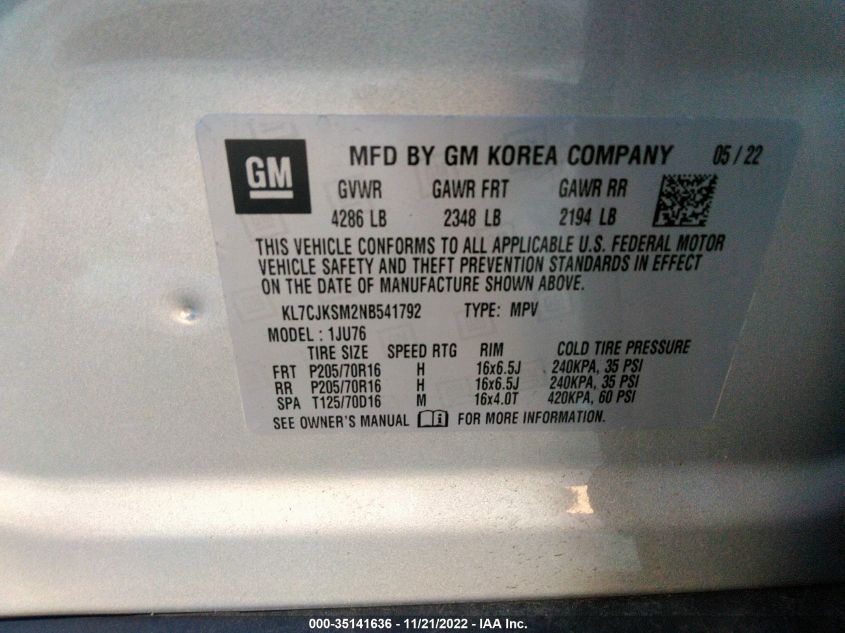 GM MFD BY GM KOREA COMPANY 05 / 22
GVWR GAWR FRT GAWR RR
4286 LB 2348 LB 2194 LB
THIS VEHICLE CONFORMS TO ALL APPLICABLE U.S. FEDERAL MOTOR
VEHICLE SAFETY AND THEFT PREVENTION STANDARDS IN EFFECT
ON THE DATE OF MANUFACTURE SHOWN ABOVE.
KL7CJKSM2NB541792 TYPE: MPV
MODEL : 1JU76
TIRE SIZE SPEED RTG RIM COLD TIRE PRESSURE
FRT P205/70R16 H 16x6.5J 240KPA, 35 PSI
RR P205/70R16 H 16x6.5J 240KPA, 35 PSI
SPA T125/70D16 M 16x4.0T 420KPA, 60 PSI
SEE OWNER'S MANUAL FOR MORE INFORMATION.
000-35141636 - 11/21/2022 - IAA Inc.